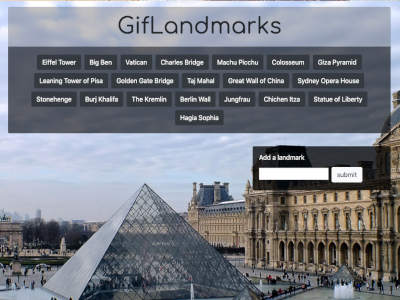 GifLandmarks
Eiffel Tower Big Ben Vatican Charles Bridge Machu Picchu Colosseum Giza Pyramid
Leaning Tower of Pisa Golden Gate Bridge Taj Mahal Great Wall of China Sydney Opera House
Stonehenge Burj Khalifa The Kremlin Berlin Wall Jungfrau Chichen Itza Statue of Liberty
Hagia Sophia
Add a landmark
submit